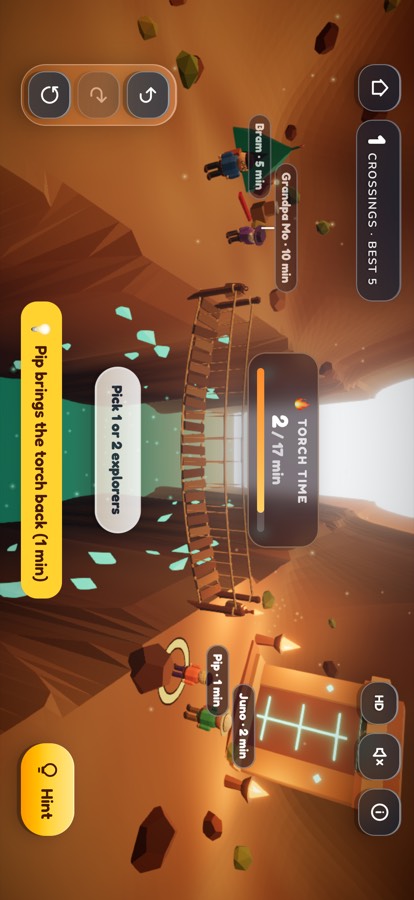 1 CROSSINGS · BEST 5
HD
🔥 TORCH TIME
2 / 17 min
Grandpa Mo · 10 min
Bram · 5 min
Juno · 2 min
Pip · 1 min
Pick 1 or 2 explorers
💡 Pip brings the torch back (1 min)
Hint